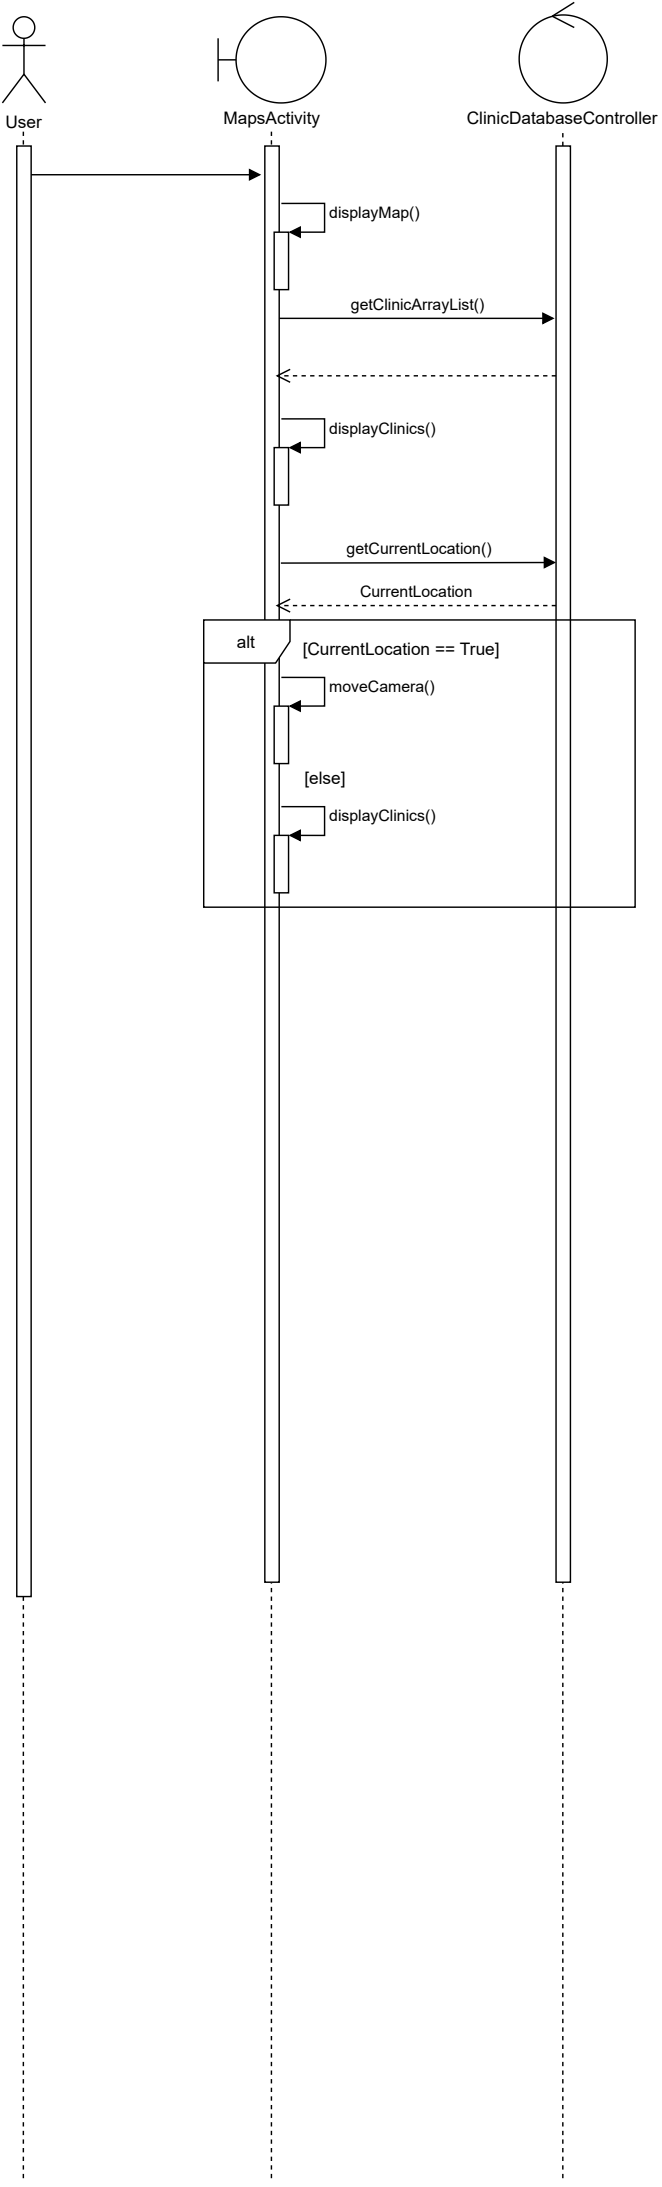 User
MapsActivity
ClinicDatabaseController
displayMap()
getClinicArrayList()
displayClinics()
getCurrentLocation()
CurrentLocation
alt
[CurrentLocation == True]
moveCamera()
[else]
displayClinics()